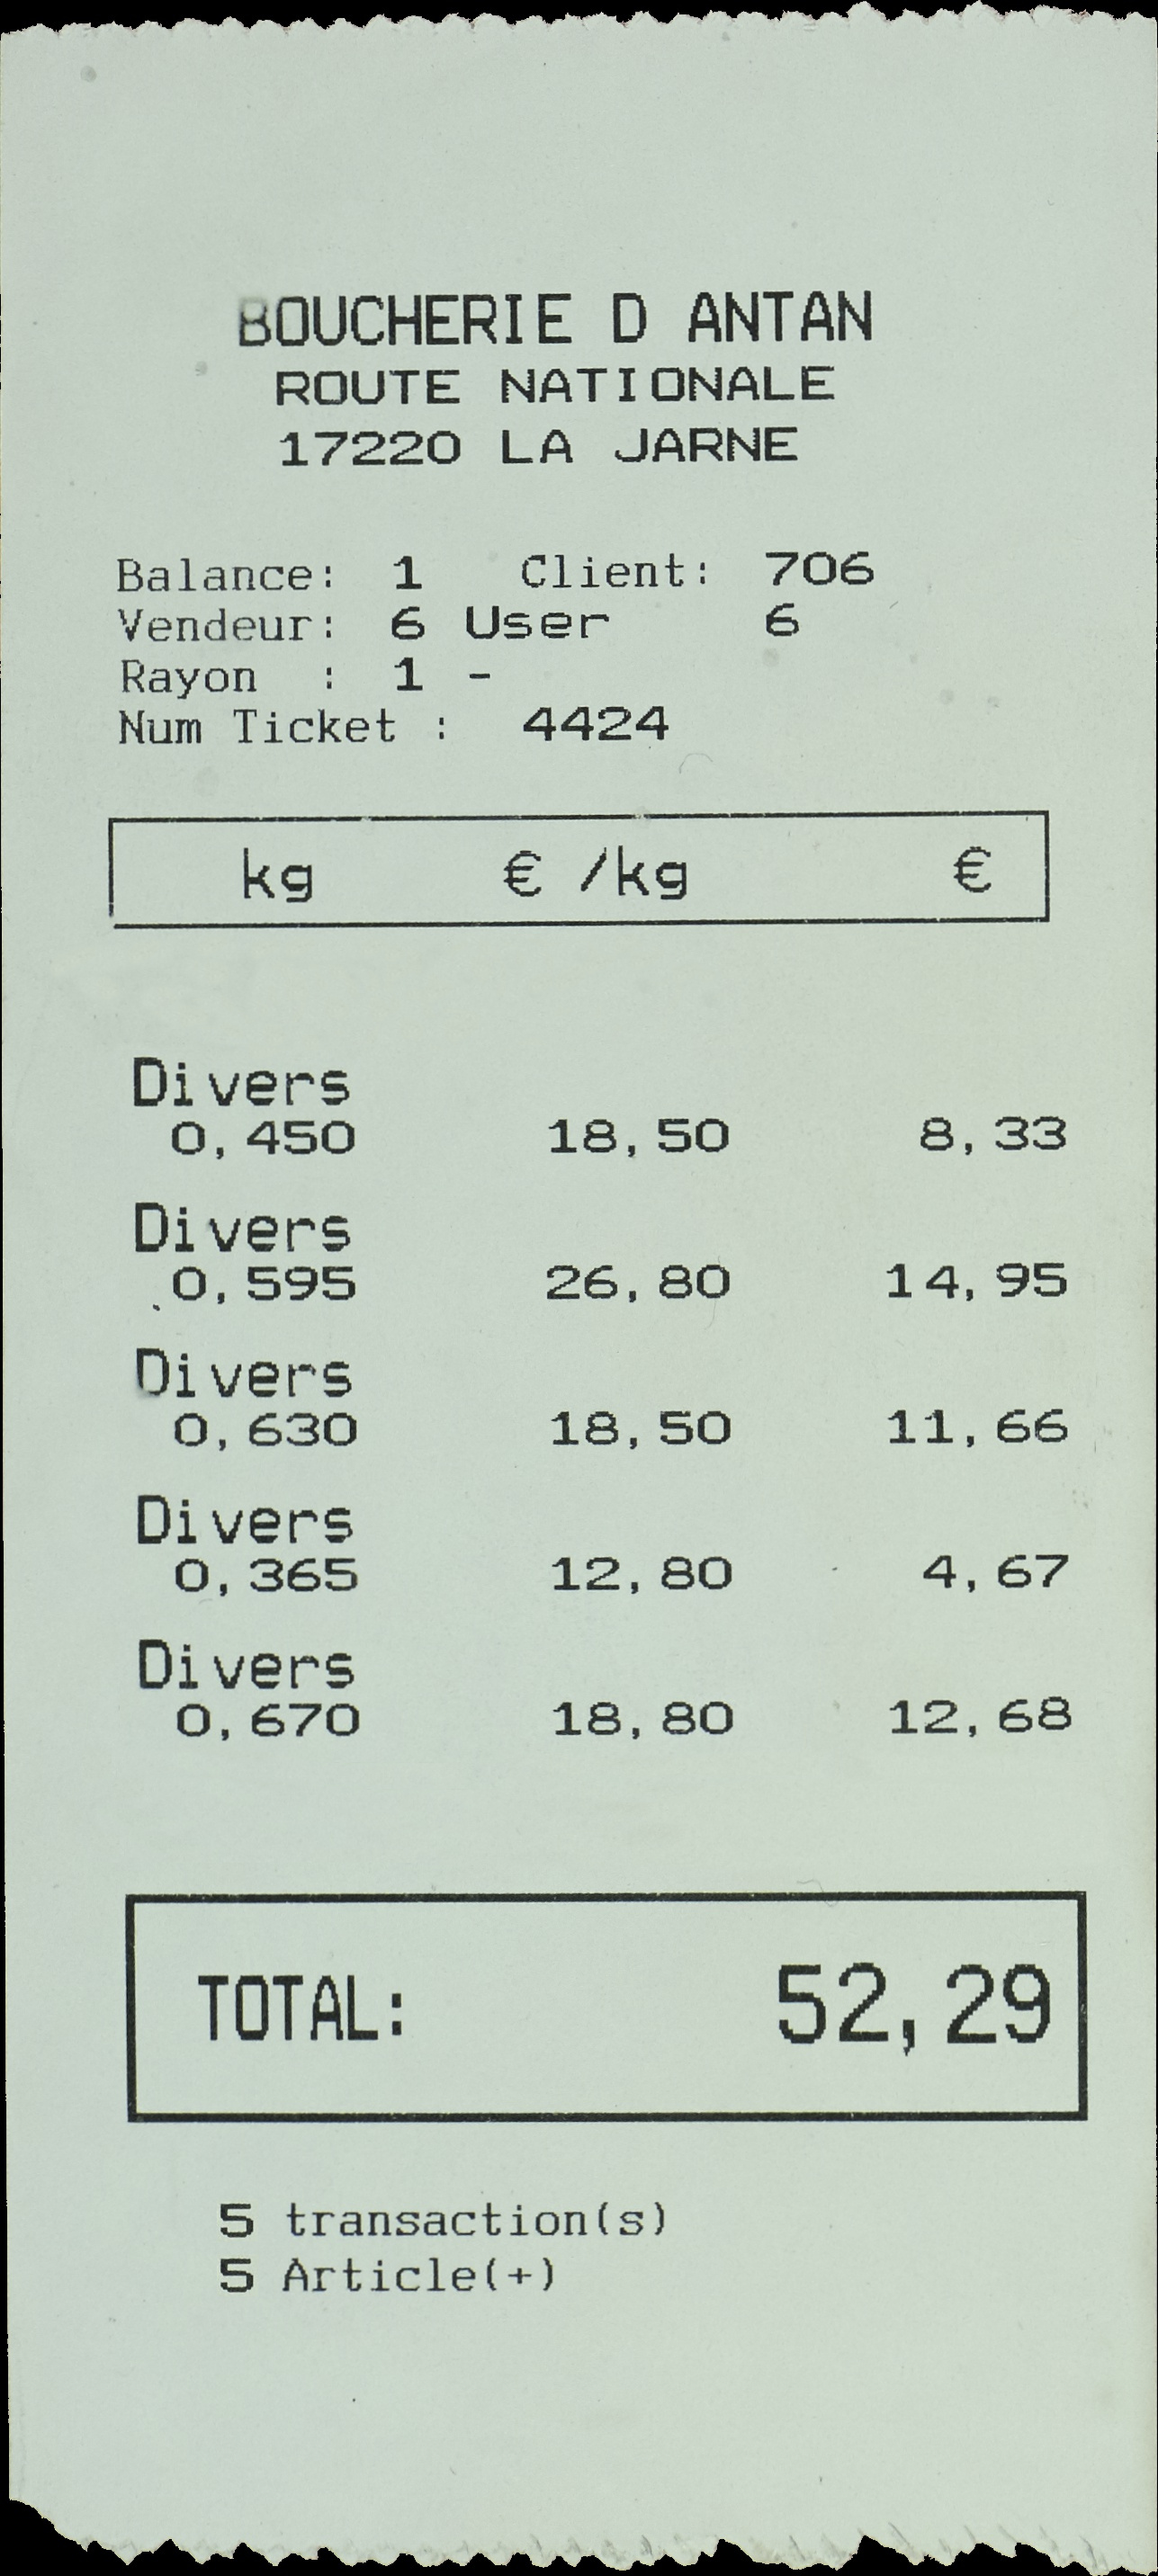 BOUCHERIE D ANTAN
ROUTE NATIONALE
17220 LA JARNE
Balance: 1 Client: 706
Vendeur: 6 User 6
Rayon : 1 -
Num Ticket : 4424
kg € /kg €
Divers
0,450 18,50 8,33
Divers
0,595 26,80 14,95
Divers
0,630 18,50 11,66
Divers
0,365 12,80 4,67
Divers
0,670 18,80 12,68
TOTAL: 52,29
5 transaction(s)
5 Article(+)